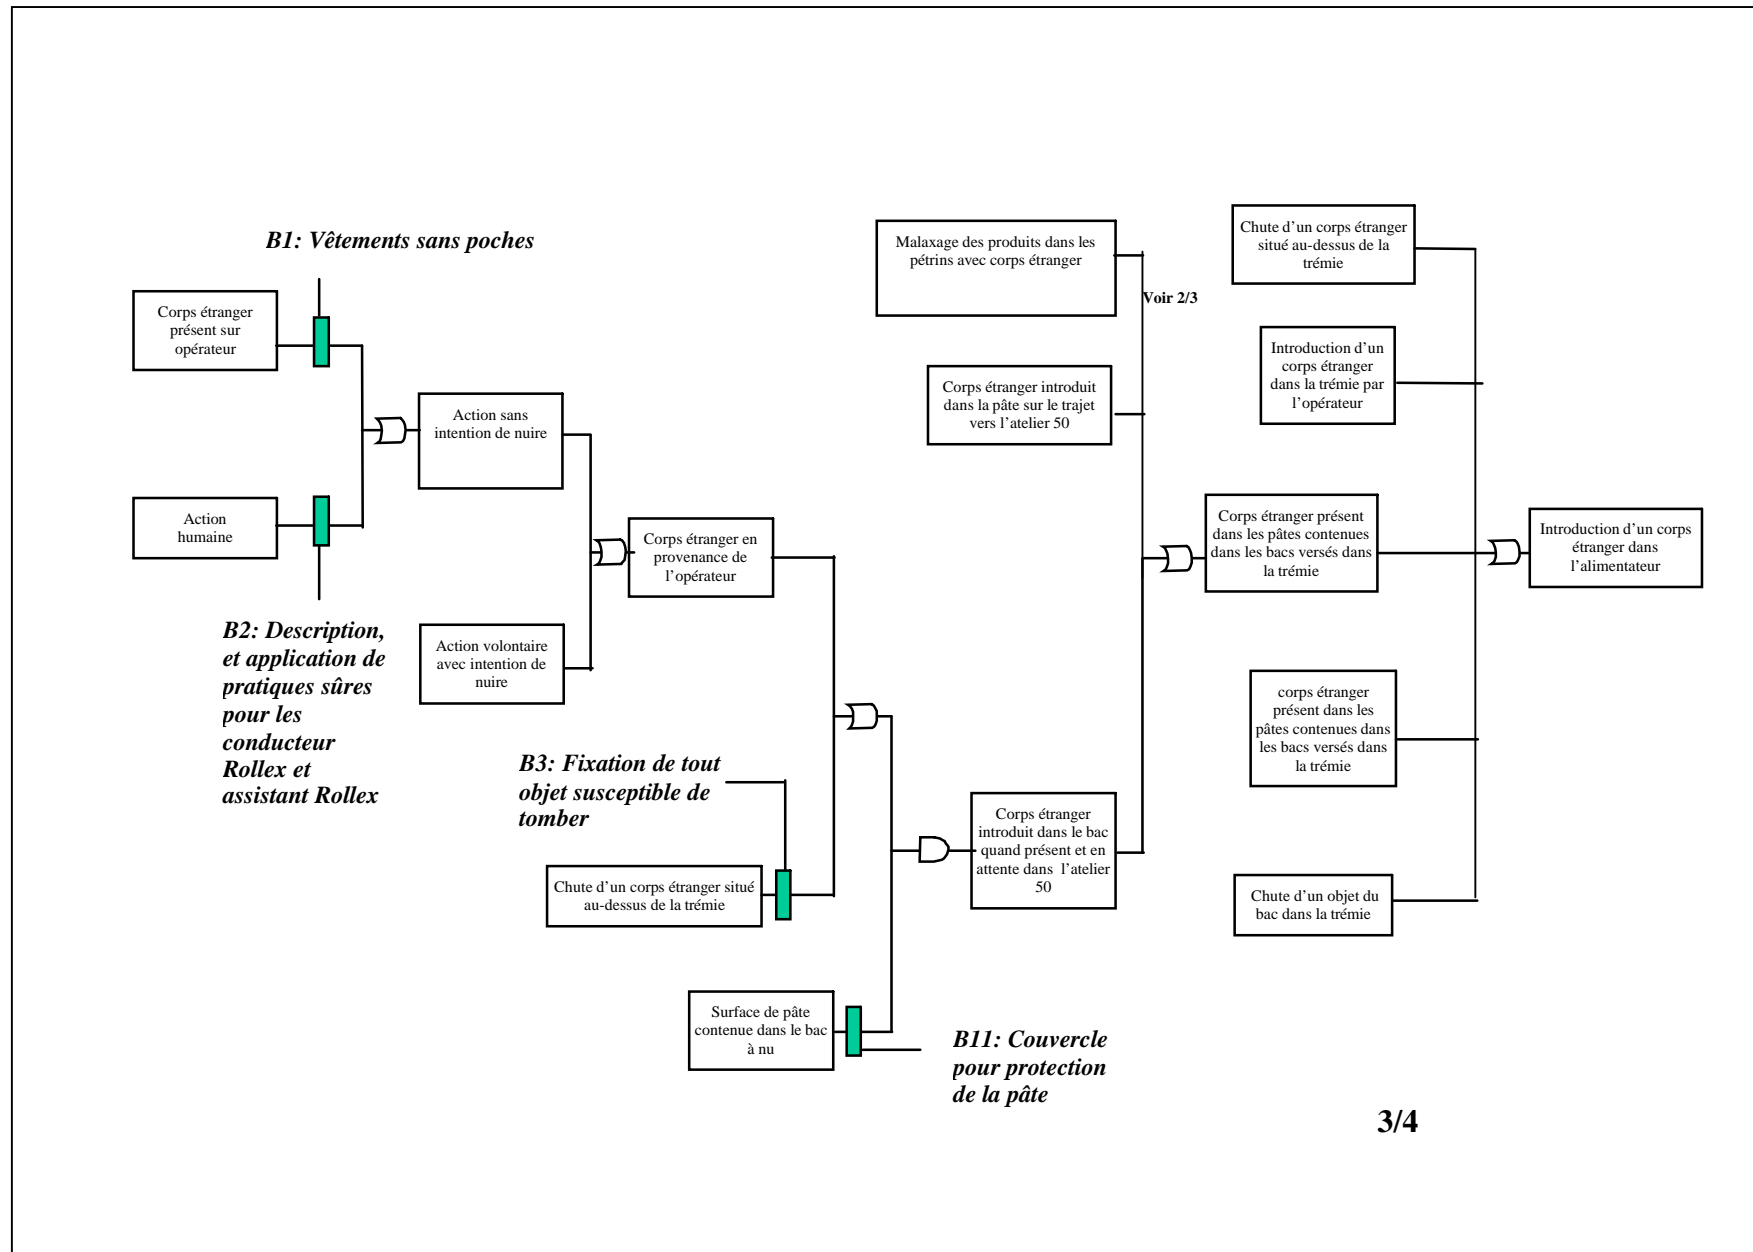 B1: Vêtements sans poches
Corps étranger
présent sur
opérateur
Action
humaine
B2: Description,
et application de
pratiques sûres
pour les
conducteur
Rollex et
assistant Rollex
Action sans
intention de nuire
Action volontaire
avec intention de
nuire
Corps étranger en
provenance de
l’opérateur
B3: Fixation de tout
objet susceptible de
tomber
Chute d’un corps étranger situé
au-dessus de la trémie
Surface de pâte
contenue dans le bac
à nu
B11: Couvercle
pour protection
de la pâte
Malaxage des produits dans les
pétrins avec corps étranger
Voir 2/3
Corps étranger introduit
dans la pâte sur le trajet
vers l’atelier 50
Corps étranger
introduit dans le bac
quand présent et en
attente dans l’atelier
50
Chute d’un corps étranger
situé au-dessus de la
trémie
Introduction d’un
corps étranger
dans la trémie par
l’opérateur
Corps étranger présent
dans les pâtes contenues
dans les bacs versés dans
la trémie
corps étranger
présent dans les
pâtes contenues dans
les bacs versés dans
la trémie
Chute d’un objet du
bac dans la trémie
Introduction d’un corps
étranger dans
l’alimentateur
3/4